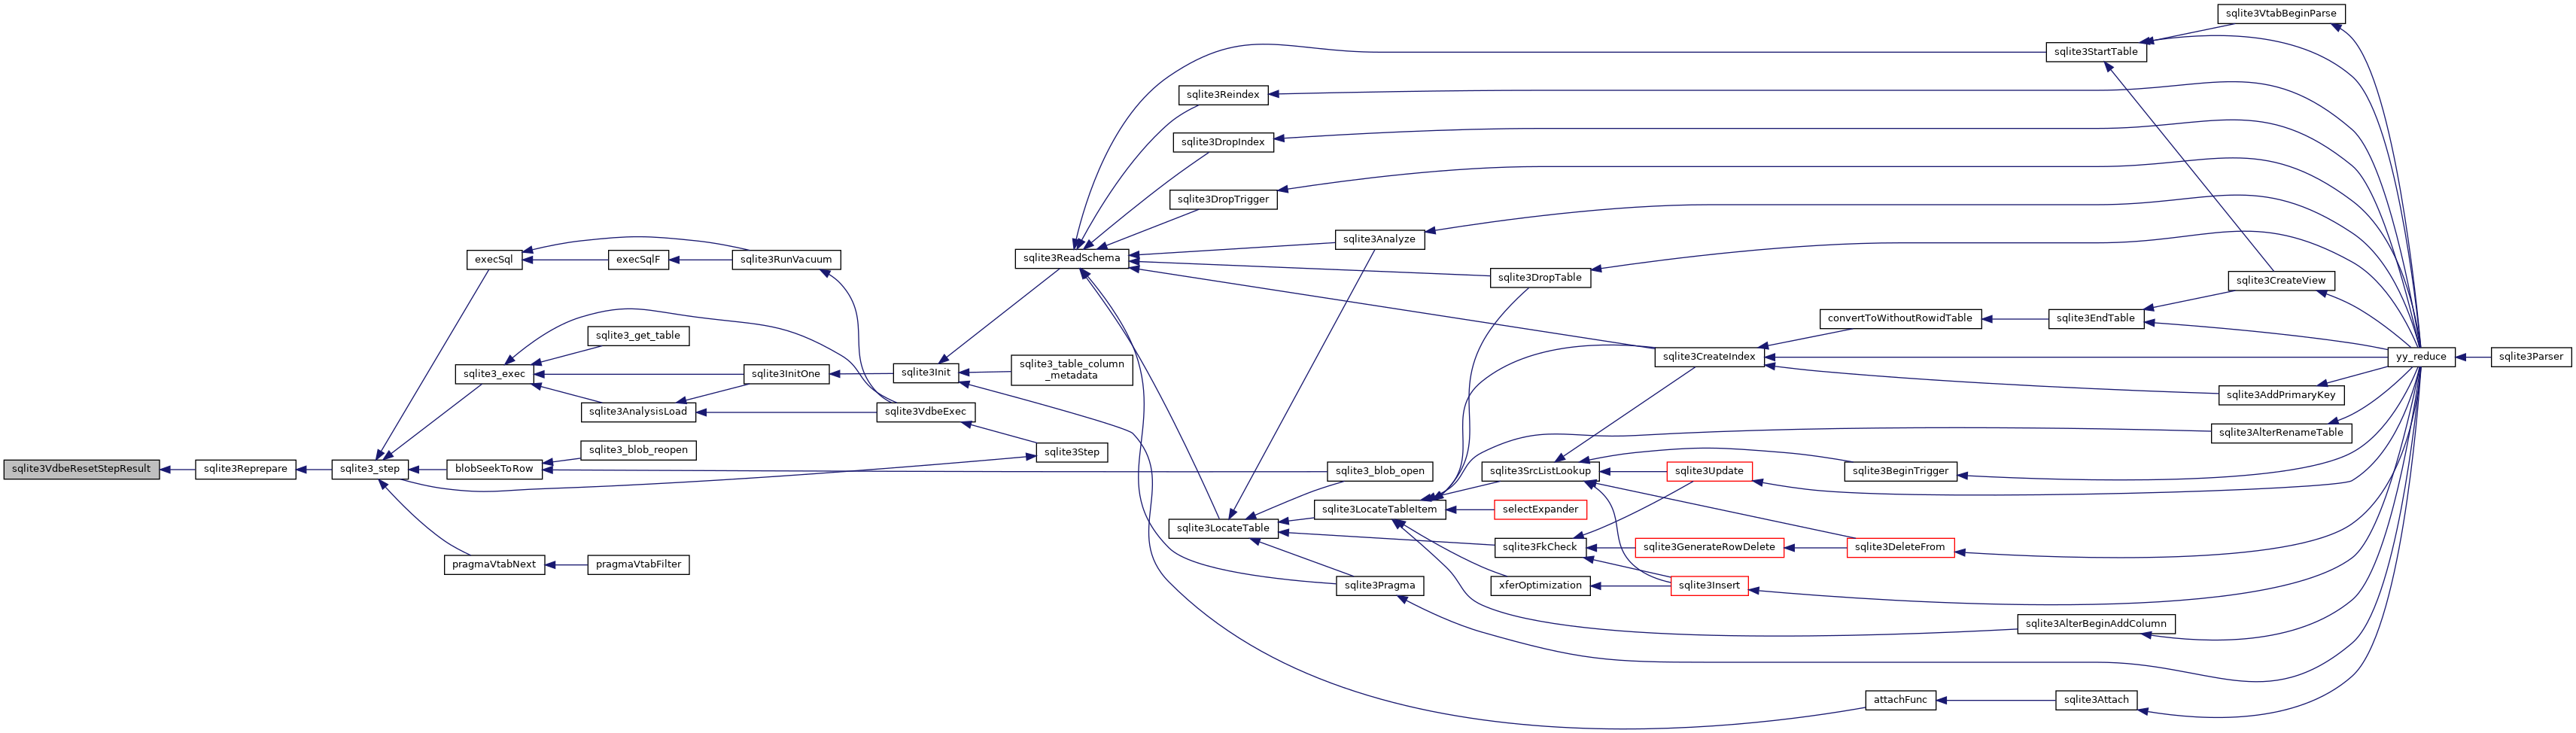 sqlite3VdbeResetStepResult
sqlite3Reprepare
sqlite3_step
execSql
sqlite3_exec
blobSeekToRow
pragmaVtabNext
execSqlF
sqlite3_get_table
sqlite3AnalysisLoad
sqlite3_blob_reopen
pragmaVtabFilter
sqlite3RunVacuum
sqlite3InitOne
sqlite3VdbeExec
sqlite3Init
sqlite3ReadSchema
sqlite3_table_column
_metadata
sqlite3Step
sqlite3Reindex
sqlite3DropIndex
sqlite3DropTrigger
sqlite3LocateTable
sqlite3Analyze
sqlite3_blob_open
sqlite3LocateTableItem
sqlite3Pragma
sqlite3DropTable
sqlite3SrcListLookup
selectExpander
sqlite3FkCheck
xferOptimization
sqlite3CreateIndex
sqlite3Update
sqlite3GenerateRowDelete
sqlite3Insert
convertToWithoutRowidTable
sqlite3BeginTrigger
sqlite3DeleteFrom
attachFunc
sqlite3StartTable
sqlite3EndTable
sqlite3AlterBeginAddColumn
sqlite3Attach
sqlite3VtabBeginParse
sqlite3CreateView
sqlite3AddPrimaryKey
sqlite3AlterRenameTable
yy_reduce
sqlite3Parser